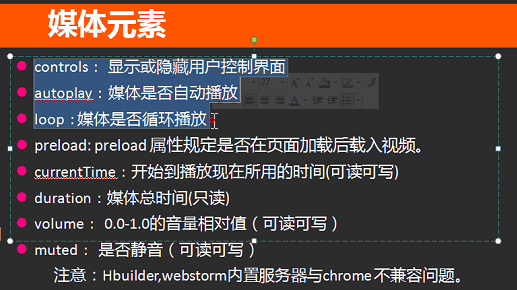 媒体元素
controls： 显示或隐藏用户控制界面
autoplay：媒体是否自动播放
loop :媒体是否循环播放
preload: preload 属性规定是否在页面加载后载入视频。
currentTime：开始到播放现在所用的时间(可读可写)
duration：媒体总时间(只读)
volume： 0.0-1.0的音量相对值（可读可写）
muted： 是否静音（可读可写）
注意：Hbuilder,webstorm内置服务器与chrome不兼容问题。